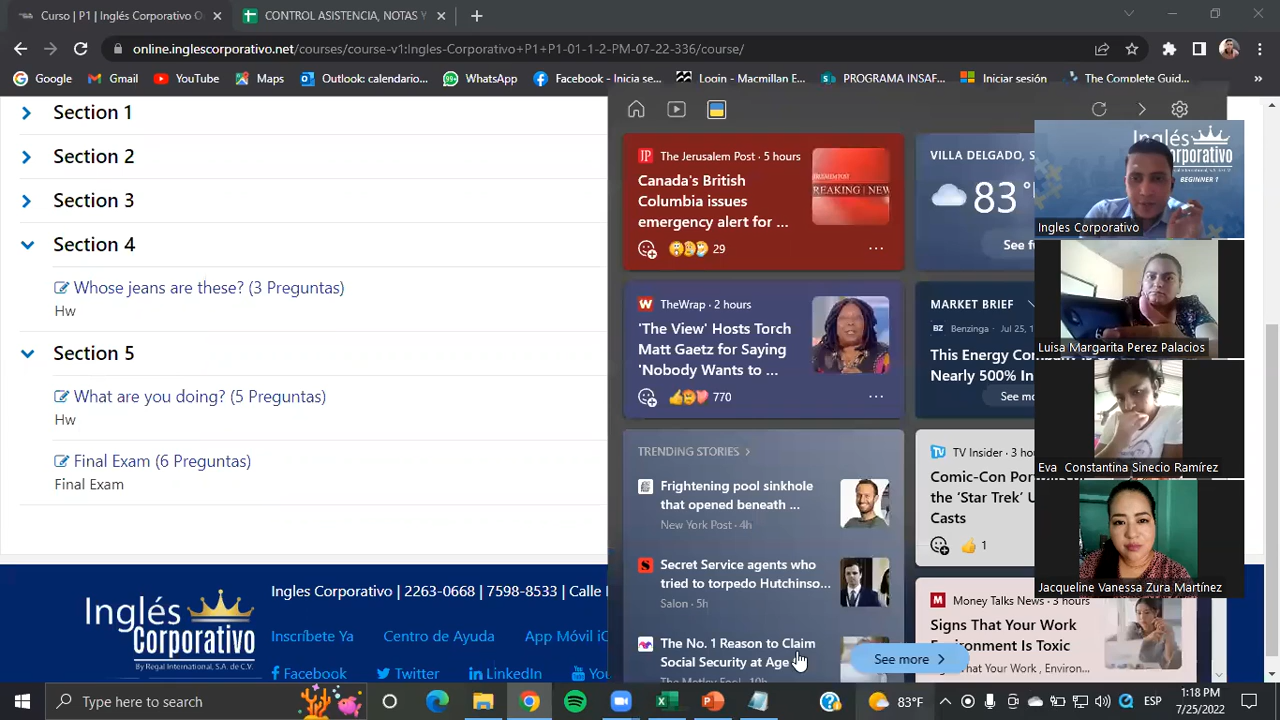 Curso | P1 | Inglés Corporativo O
CONTROL ASISTENCIA, NOTAS Y
online.inglescorporativo.net/courses/course-v1:Ingles-Corporativo+P1+P1-01-1-2-PM-07-22-336/course/
Google
Gmail
YouTube
Maps
Outlook: calendario...
WhatsApp
Facebook - Inicia se...
Login - Macmillan E...
PROGRAMA INSAF...
Iniciar sesión
The Complete Guid...
Section 1
Section 2
Section 3
Section 4
Whose jeans are these? (3 Preguntas)
Hw
Section 5
What are you doing? (5 Preguntas)
Hw
Final Exam (6 Preguntas)
Final Exam
Inglés
Corporativo
By Regal International, S.A. de C.V.
Ingles Corporativo | 2263-0668 | 7598-8533 | Calle
Inscríbete Ya
Centro de Ayuda
App Móvil
Facebook
Twitter
LinkedIn
The Jerusalem Post · 5 hours
Canada's British
Columbia issues
emergency alert for ...
29
TheWrap · 2 hours
'The View' Hosts Torch
Matt Gaetz for Saying
'Nobody Wants to ...
770
TRENDING STORIES
Frightening pool sinkhole
that opened beneath ...
New York Post · 4h
Secret Service agents who
tried to torpedo Hutchinso...
Salon · 5h
The No. 1 Reason to Claim
Social Security at Age
See more
VILLA DELGADO, S
83°
MARKET BRIEF
Benzinga · Jul 25, 1
This Energy
Nearly 500% In
TV Insider · 3
Comic-Con
the 'Star Trek'
Casts
1
Money Talks News · 3 hours
Signs That Your Work
Environment Is Toxic
That Your Work , Environ...
Inglés
Corporativo
BEGINNER 1
Ingles Corporativo
Luisa Margarita Perez Palacios
Eva Constantina Sinecio Ramírez
Jacqueline Vanessa Zura Martínez
Type here to search
83°F
ESP
1:18 PM
7/25/2022